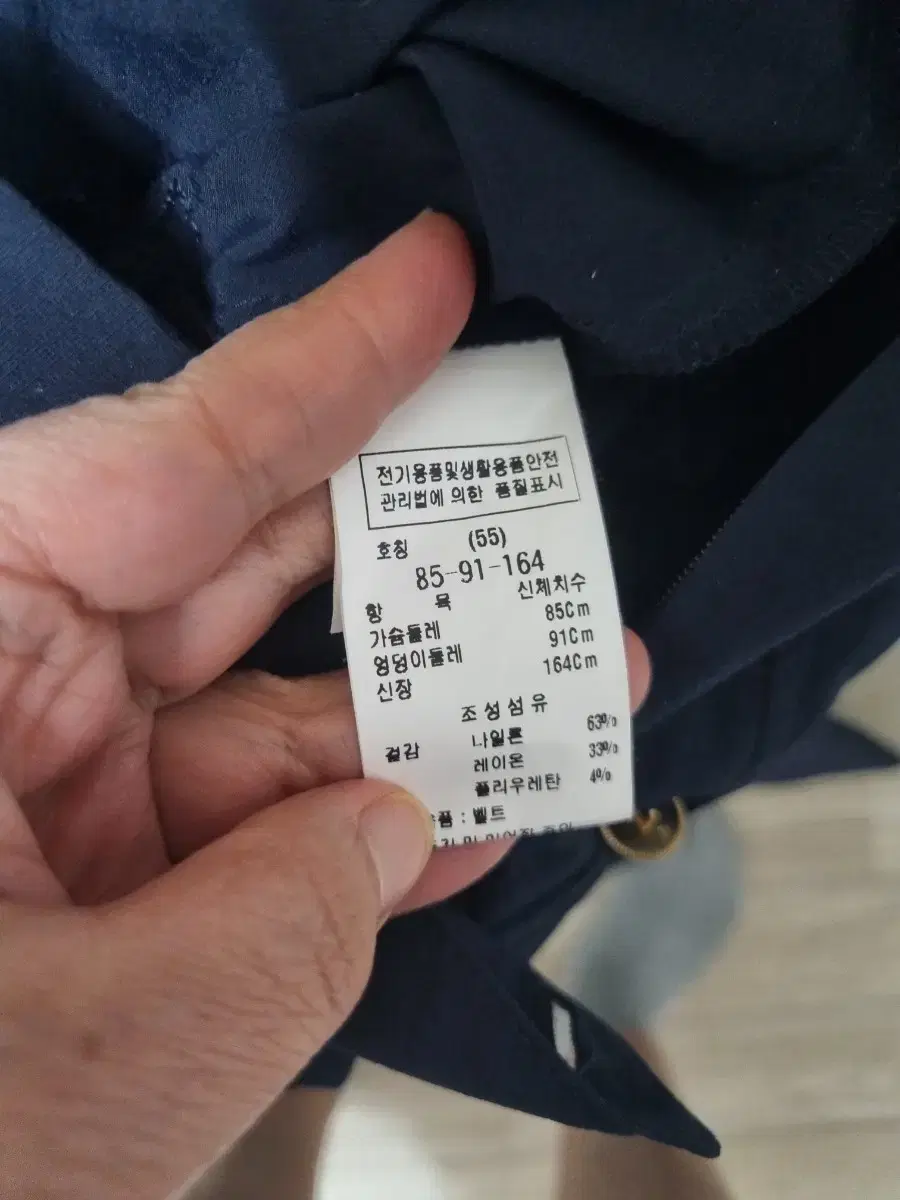 전기용품및생활용품안전
관리법에 의한 품질표시
호칭 (55)
85-91-164
항 목 신체치수
가슴둘레 85Cm
엉덩이둘레 91Cm
신장 164Cm
조성섬유
겉감 나일론 63%
레이온 33%
폴리우레탄 4%
품 : 벨트